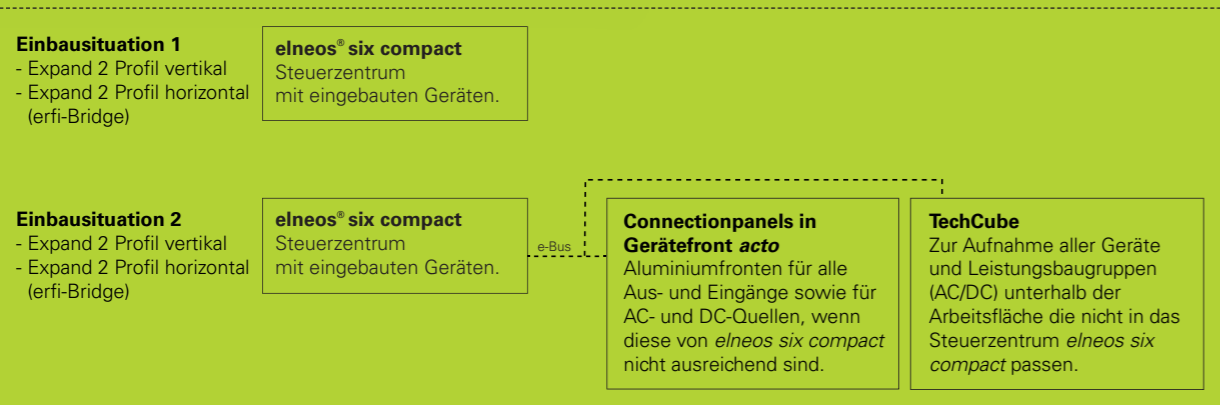 Einbausituation 1
- Expand 2 Profil vertikal
- Expand 2 Profil horizontal
(erfi-Bridge)
elneos® six compact
Steuerzentrum
mit eingebauten Geräten.
Einbausituation 2
- Expand 2 Profil vertikal
- Expand 2 Profil horizontal
(erfi-Bridge)
elneos® six compact
Steuerzentrum
mit eingebauten Geräten.
e-Bus
Connectionpanels in
Gerätefront acto
Aluminiumfronten für alle
Aus- und Eingänge sowie für
AC- und DC-Quellen, wenn
diese von elneos six compact
nicht ausreichend sind.
TechCube
Zur Aufnahme aller Geräte
und Leistungsbaugruppen
(AC/DC) unterhalb der
Arbeitsfläche die nicht in das
Steuerzentrum elneos six
compact passen.